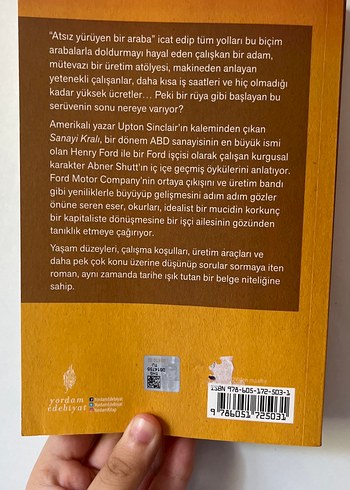 “Atsız yürüyen bir araba” icat edip tüm yolları bu biçim
arabalarla doldurmayı hayal eden çalışkan bir adam,
mütevazı bir üretim atölyesi, makineden anlayan
yetenekli çalışanlar, daha kısa iş saatleri ve hiç olmadığı
kadar yüksek ücretler... Peki bir rüya gibi başlayan bu
serüvenin sonu nereye varıyor?
Amerikalı yazar Upton Sinclair’ın kaleminden çıkan
Sanayi Kralı, bir dönem ABD sanayisinin en büyük ismi
olan Henry Ford ile bir Ford işçisi olarak çalışan kurgusal
karakter Abner Shutt’ın iç içe geçmiş öykülerini anlatıyor.
Ford Motor Company’nin ortaya çıkışını ve üretim bandı
gibi yeniliklerle büyüyüp gelişmesini adım adım gözler
önüne seren eser, okurları, idealist bir mucidin korkunç
bir kapitaliste dönüşmesine bir işçi ailesinin gözünden
tanıklık etmeye çağırıyor.
Yaşam düzeyleri, çalışma koşulları, üretim araçları ve
daha pek çok konu üzerine düşünüp sorular sormaya iten
roman, aynı zamanda tarihe ışık tutan bir belge niteliğine
sahip.
yordam
edebiyat
ISBN 978-605-172-503-1
9 786051 725031